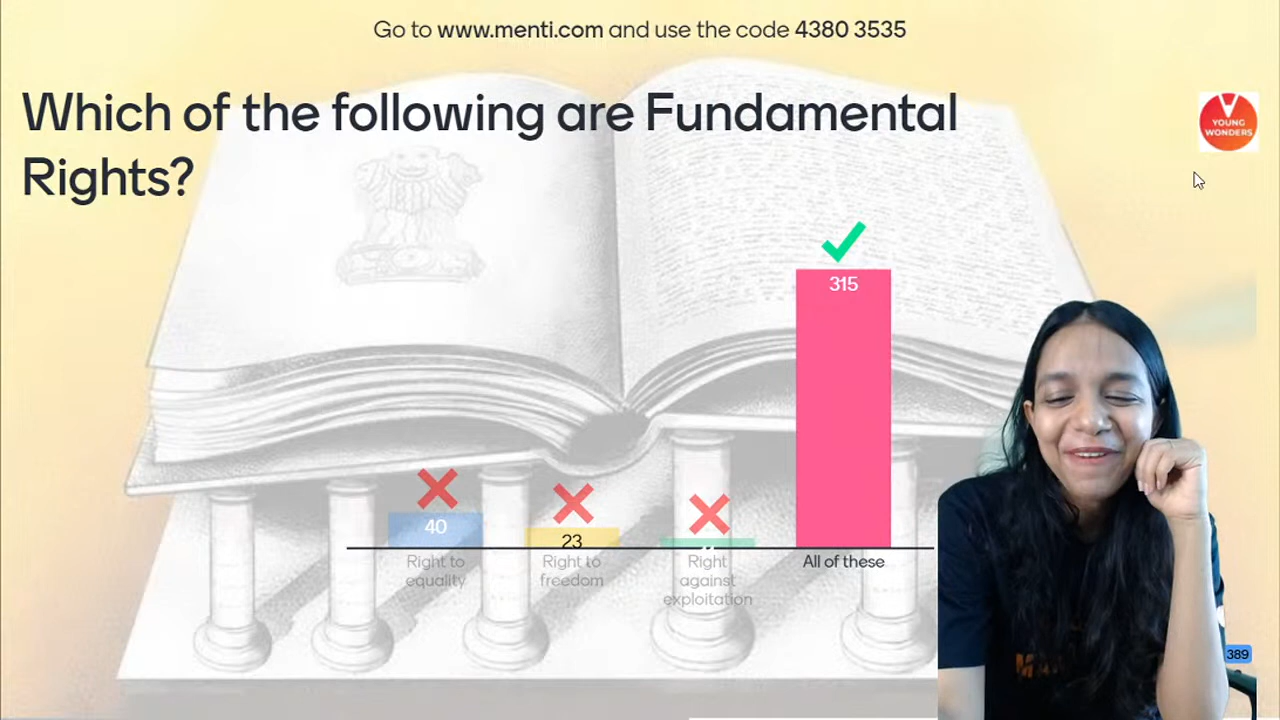 Go to www.menti.com and use the code 4380 3535
Which of the following are Fundamental
Rights?
YOUNG
WONDERS
315
40
23
Right to
equality
Right to
freedom
Right
against
exploitation
All of these
389